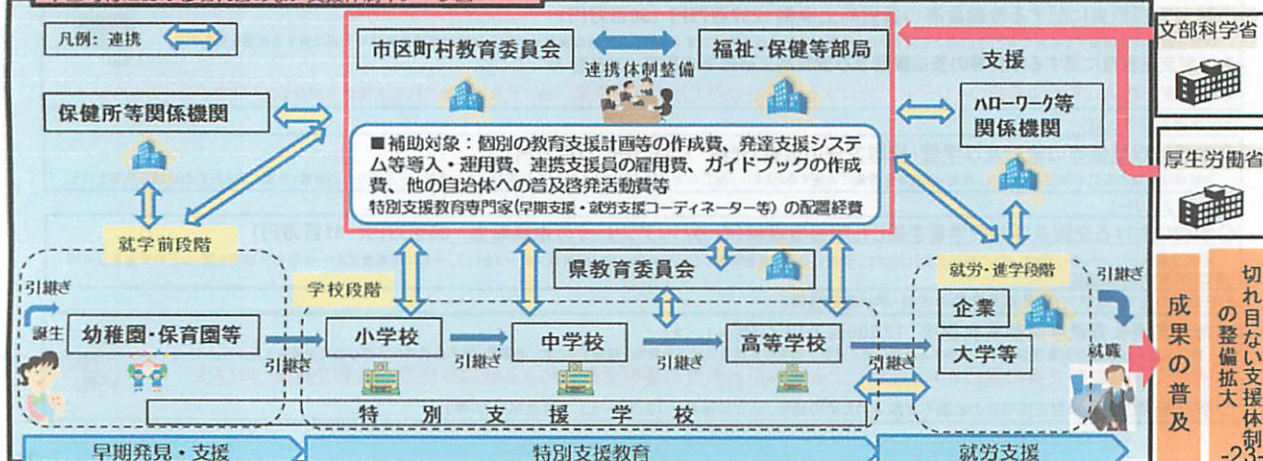 凡例：連携
市区町村教育委員会
福祉・保健等部局
連携体制整備
支援
文部科学省
保健所等関係機関
ﾊﾛｰﾜｰｸ等
関係機関
厚生労働省
■補助対象：個別の教育支援計画等の作成費、発達支援システ
ム等導入・運用費、連携支援員の雇用費、ガイドブックの作成
費、他の自治体への普及啓発活動費等
特別支援教育専門家(早期支援・就労支援コーディネーター等）の配置経費
就学前段階
県教育委員会
学校段階
就労・進学段階
引継ぎ
誕生
幼稚園・保育園等
引継ぎ
小学校
引継ぎ
中学校
引継ぎ
高等学校
引継ぎ
企業
大学等
引継ぎ
就職
特別支援学校
早期発見・支援
特別支援教育
就労支援
成果の普及
切れ目ない支援体制
の整備拡大
-23-